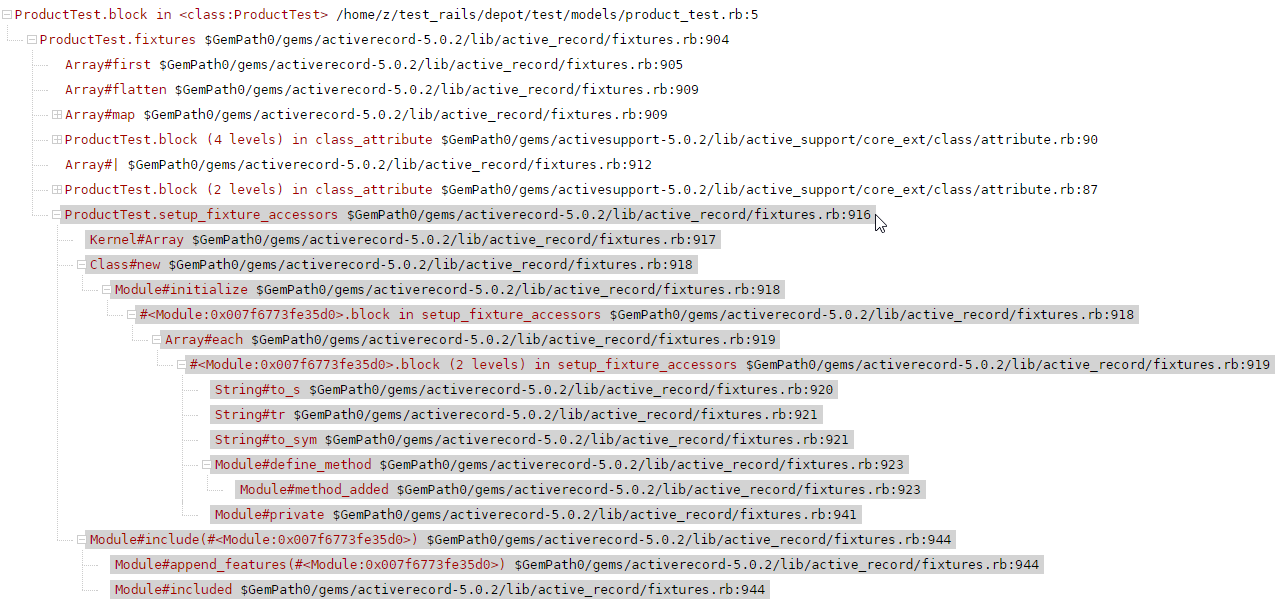 ProductTest.block in <class:ProductTest> /home/z/test_rails/depot/test/models/product_test.rb:5
ProductTest.fixtures $GemPath0/gems/activerecord-5.0.2/lib/active_record/fixtures.rb:904
Array#first $GemPath0/gems/activerecord-5.0.2/lib/active_record/fixtures.rb:905
Array#flatten $GemPath0/gems/activerecord-5.0.2/lib/active_record/fixtures.rb:909
Array#map $GemPath0/gems/activerecord-5.0.2/lib/active_record/fixtures.rb:909
ProductTest.block (4 levels) in class_attribute $GemPath0/gems/activesupport-5.0.2/lib/active_support/core_ext/class/attribute.rb:90
Array#| $GemPath0/gems/activerecord-5.0.2/lib/active_record/fixtures.rb:912
ProductTest.block (2 levels) in class_attribute $GemPath0/gems/activesupport-5.0.2/lib/active_support/core_ext/class/attribute.rb:87
ProductTest.setup_fixture_accessors $GemPath0/gems/activerecord-5.0.2/lib/active_record/fixtures.rb:916
Kernel#Array $GemPath0/gems/activerecord-5.0.2/lib/active_record/fixtures.rb:917
Class#new $GemPath0/gems/activerecord-5.0.2/lib/active_record/fixtures.rb:918
Module#initialize $GemPath0/gems/activerecord-5.0.2/lib/active_record/fixtures.rb:918
#<Module:0x007f6773fe35d0>.block in setup_fixture_accessors $GemPath0/gems/activerecord-5.0.2/lib/active_record/fixtures.rb:918
Array#each $GemPath0/gems/activerecord-5.0.2/lib/active_record/fixtures.rb:919
#<Module:0x007f6773fe35d0>.block (2 levels) in setup_fixture_accessors $GemPath0/gems/activerecord-5.0.2/lib/active_record/fixtures.rb:919
String#to_s $GemPath0/gems/activerecord-5.0.2/lib/active_record/fixtures.rb:920
String#tr $GemPath0/gems/activerecord-5.0.2/lib/active_record/fixtures.rb:921
String#to_sym $GemPath0/gems/activerecord-5.0.2/lib/active_record/fixtures.rb:921
Module#define_method $GemPath0/gems/activerecord-5.0.2/lib/active_record/fixtures.rb:923
Module#method_added $GemPath0/gems/activerecord-5.0.2/lib/active_record/fixtures.rb:923
Module#private $GemPath0/gems/activerecord-5.0.2/lib/active_record/fixtures.rb:941
Module#include(#<Module:0x007f6773fe35d0>) $GemPath0/gems/activerecord-5.0.2/lib/active_record/fixtures.rb:944
Module#append_features(#<Module:0x007f6773fe35d0>) $GemPath0/gems/activerecord-5.0.2/lib/active_record/fixtures.rb:944
Module#included $GemPath0/gems/activerecord-5.0.2/lib/active_record/fixtures.rb:944